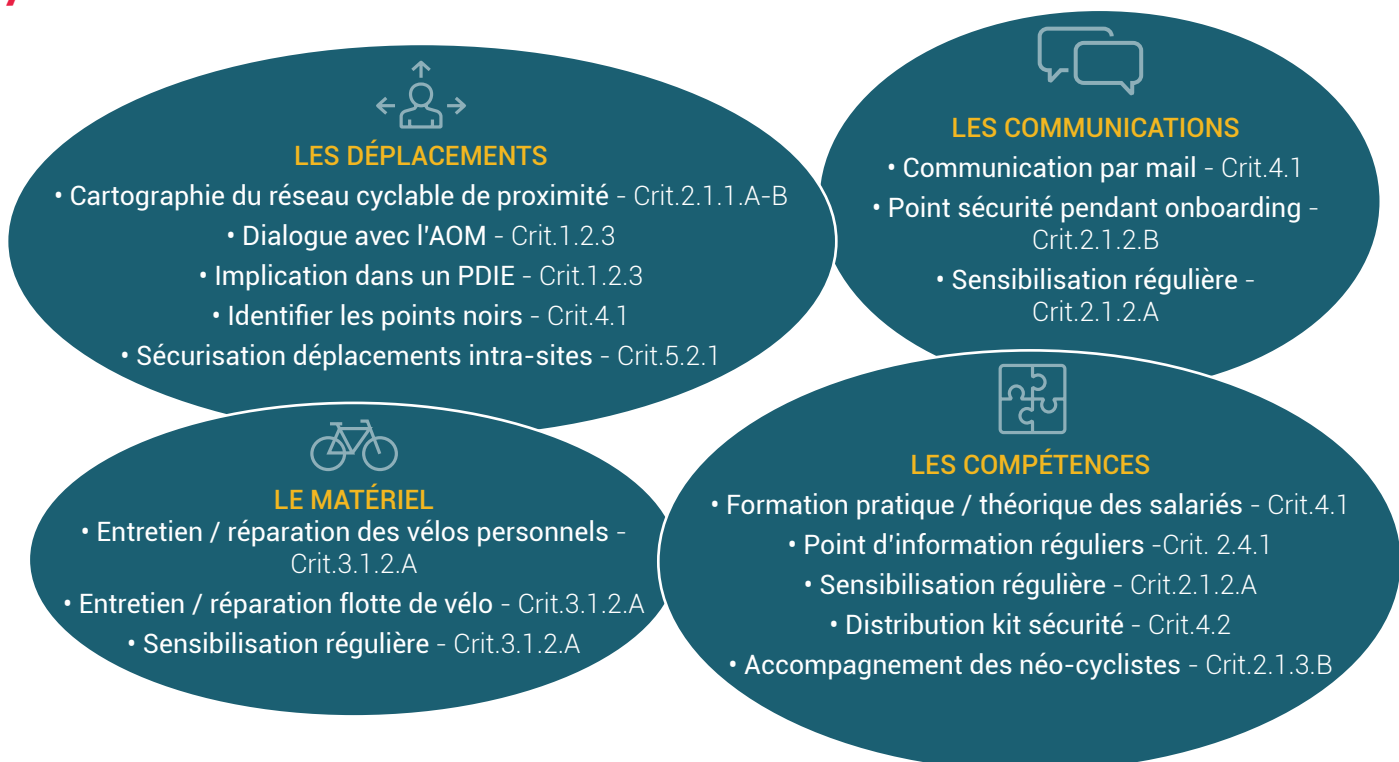 LES DÉPLACEMENTS
• Cartographie du réseau cyclable de proximité - Crit.2.1.1.A-B
• Dialogue avec l'AOM - Crit.1.2.3
• Implication dans un PDIE - Crit.1.2.3
• Identifier les points noirs - Crit.4.1
• Sécurisation déplacements intra-sites - Crit.5.2.1
LES COMMUNICATIONS
• Communication par mail - Crit.4.1
• Point sécurité pendant onboarding -
Crit.2.1.2.B
• Sensibilisation régulière -
Crit.2.1.2.A
LE MATÉRIEL
• Entretien / réparation des vélos personnels -
Crit.3.1.2.A
• Entretien / réparation flotte de vélo - Crit.3.1.2.A
• Sensibilisation régulière - Crit.3.1.2.A
LES COMPÉTENCES
• Formation pratique / théorique des salariés - Crit.4.1
• Point d'information réguliers -Crit. 2.4.1
• Sensibilisation régulière - Crit.2.1.2.A
• Distribution kit sécurité - Crit.4.2
• Accompagnement des néo-cyclistes - Crit.2.1.3.B